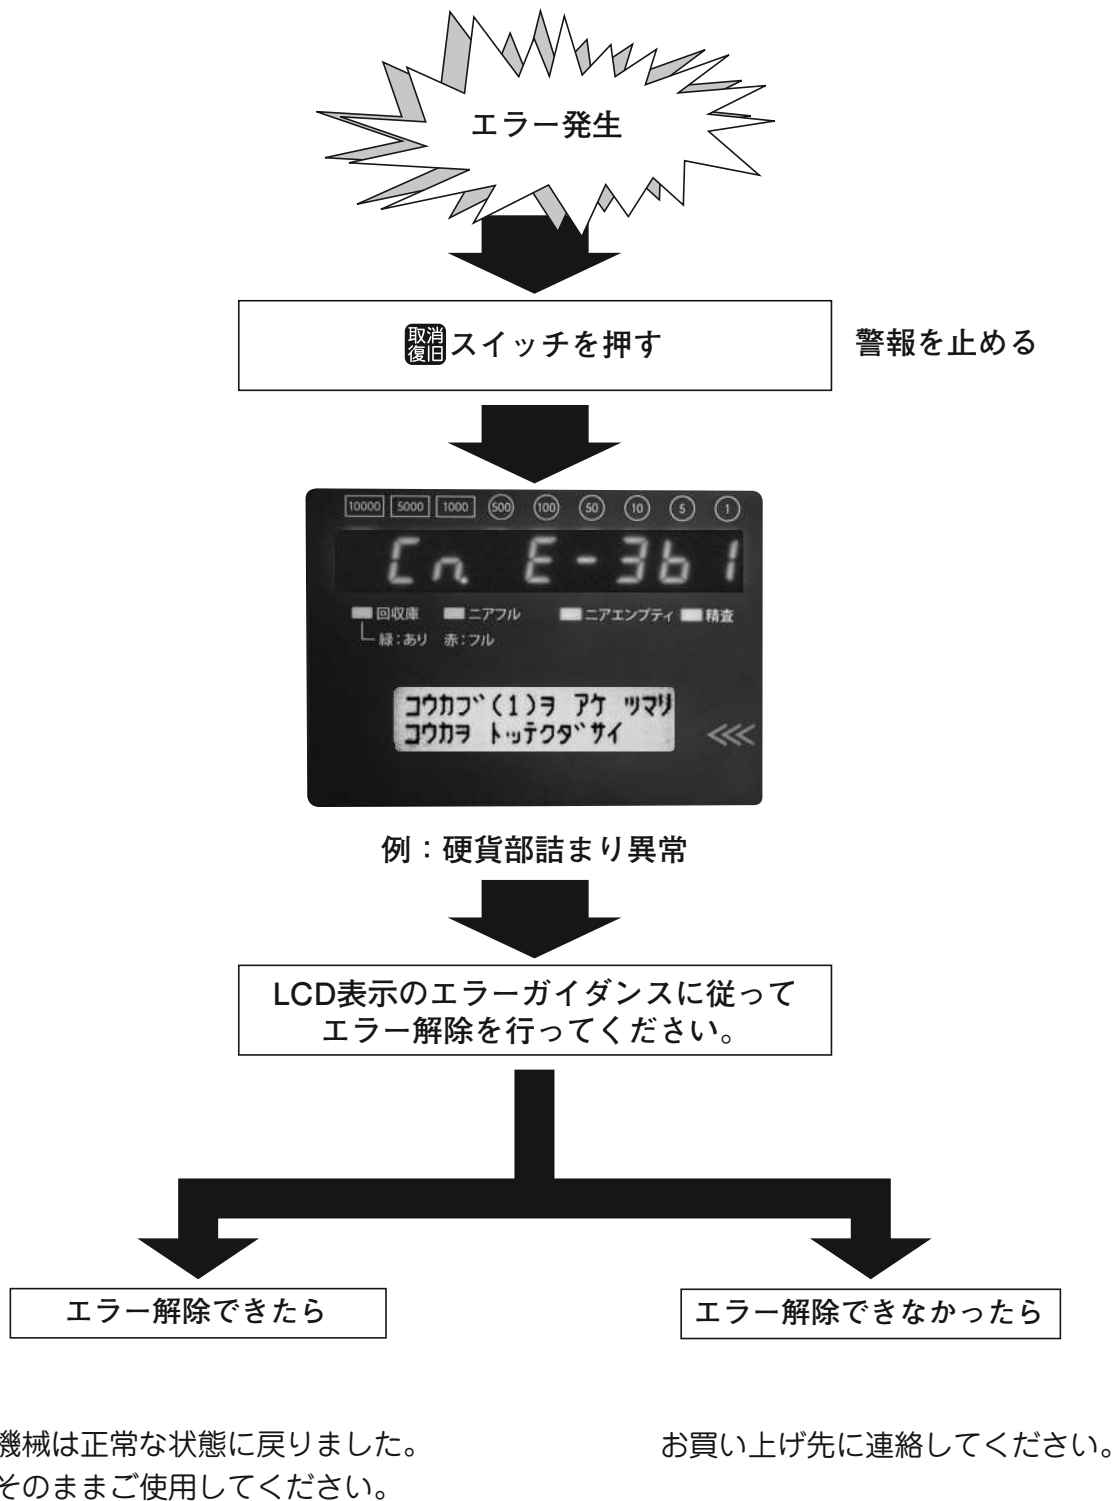 エラー発生
取消復旧スイッチを押す
警報を止める
10000 5000 1000 500 100 50 10 5 1
Cn. E-3b1
回収庫 ニアフル ニアエンプティ 精査
緑：あり 赤：フル
コウカブ(1)ヲ アケ ツマリ
コウカヲ トッテクダサイ
例：硬貨部詰まり異常
LCD表示のエラーガイダンスに従って
エラー解除を行ってください。
エラー解除できたら
エラー解除できなかったら
機械は正常な状態に戻りました。
そのままご使用してください。
お買い上げ先に連絡してください。